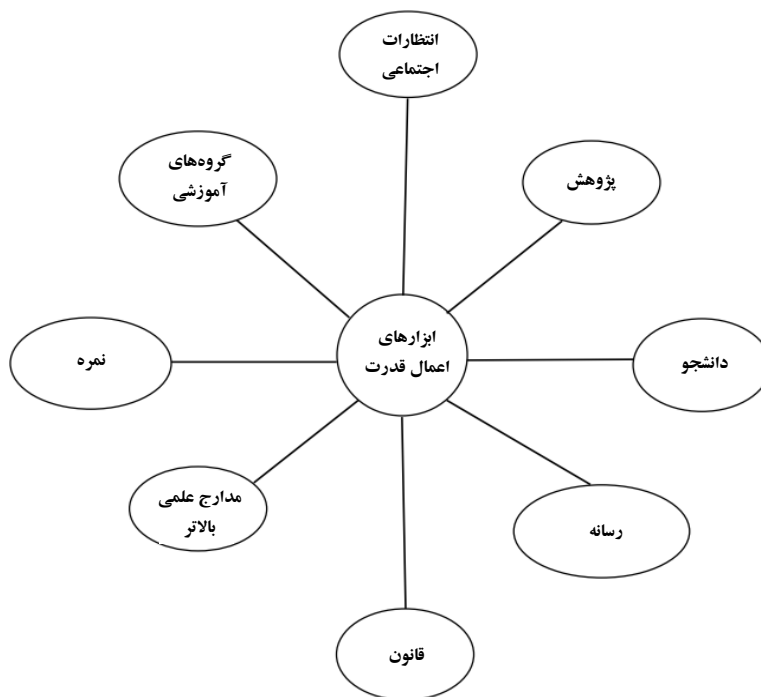 انتظارات
اجتماعی
پژوهش
گروه‌های
آموزشی
ابزارهای
اعمال قدرت
دانشجو
نمره
رسانه
مدارج علمی
بالاتر
قانون